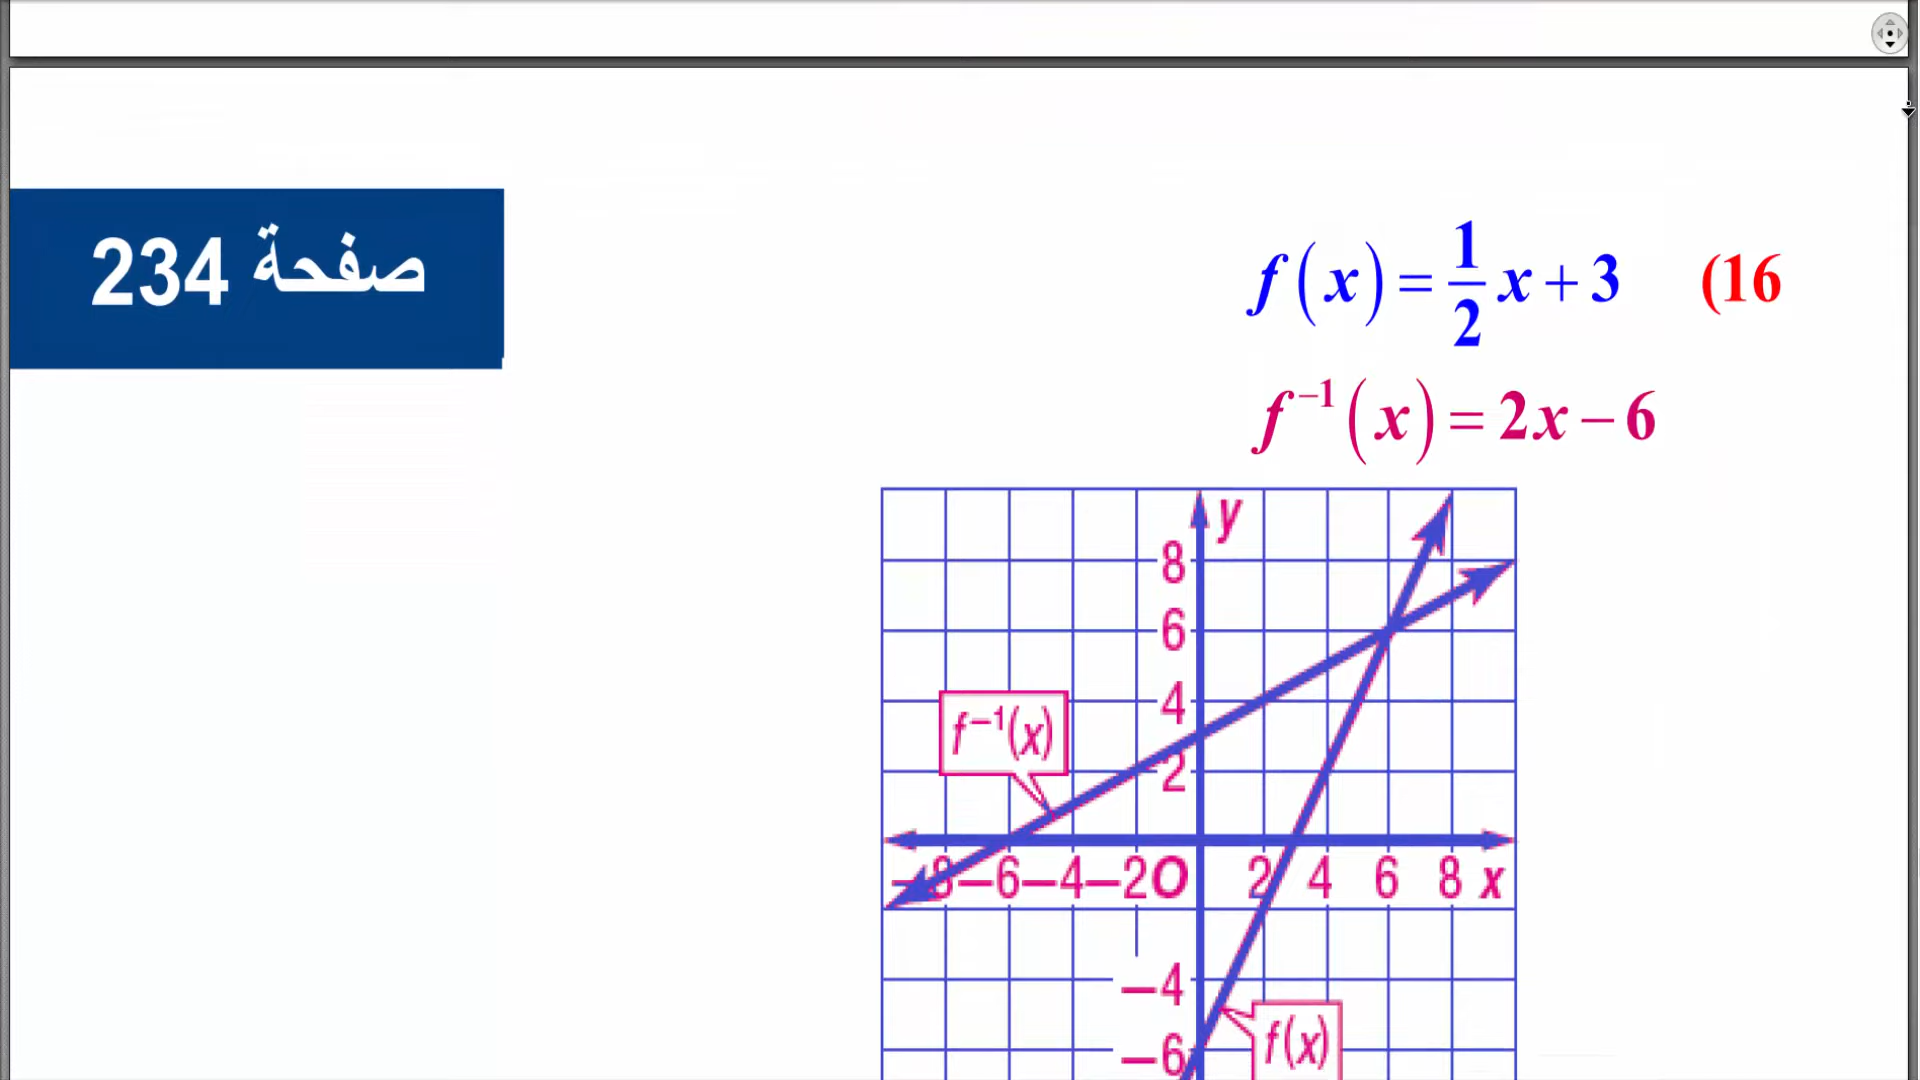 صفحة 234
(16 f(x) = 1/2 x + 3
f⁻¹(x) = 2x − 6
y
8
6
4
2
f⁻¹(x)
−8 −6 −4 −2 O 2 4 6 8 x
−4
−6
f(x)